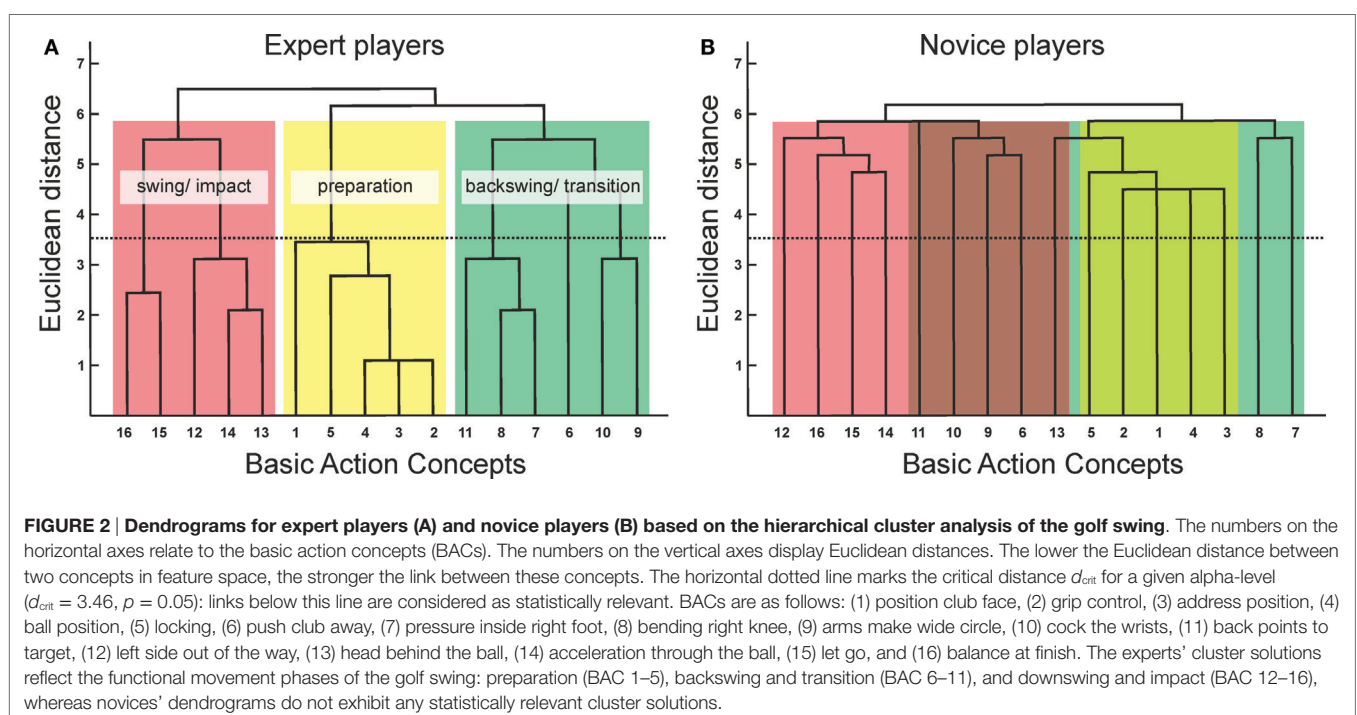 A
Expert players
Euclidean distance
7
6
5
4
3
2
1
swing/ impact
preparation
backswing/ transition
16 15 12 14 13 1 5 4 3 2 11 8 7 6 10 9
Basic Action Concepts
B
Novice players
Euclidean distance
7
6
5
4
3
2
1
12 16 15 14 11 10 9 6 13 5 2 1 4 3 8 7
Basic Action Concepts
FIGURE 2 | Dendrograms for expert players (A) and novice players (B) based on the hierarchical cluster analysis of the golf swing. The numbers on the
horizontal axes relate to the basic action concepts (BACs). The numbers on the vertical axes display Euclidean distances. The lower the Euclidean distance between
two concepts in feature space, the stronger the link between these concepts. The horizontal dotted line marks the critical distance dcrit for a given alpha-level
(dcrit = 3.46, p = 0.05): links below this line are considered as statistically relevant. BACs are as follows: (1) position club face, (2) grip control, (3) address position, (4)
ball position, (5) locking, (6) push club away, (7) pressure inside right foot, (8) bending right knee, (9) arms make wide circle, (10) cock the wrists, (11) back points to
target, (12) left side out of the way, (13) head behind the ball, (14) acceleration through the ball, (15) let go, and (16) balance at finish. The experts’ cluster solutions
reflect the functional movement phases of the golf swing: preparation (BAC 1–5), backswing and transition (BAC 6–11), and downswing and impact (BAC 12–16),
whereas novices’ dendrograms do not exhibit any statistically relevant cluster solutions.